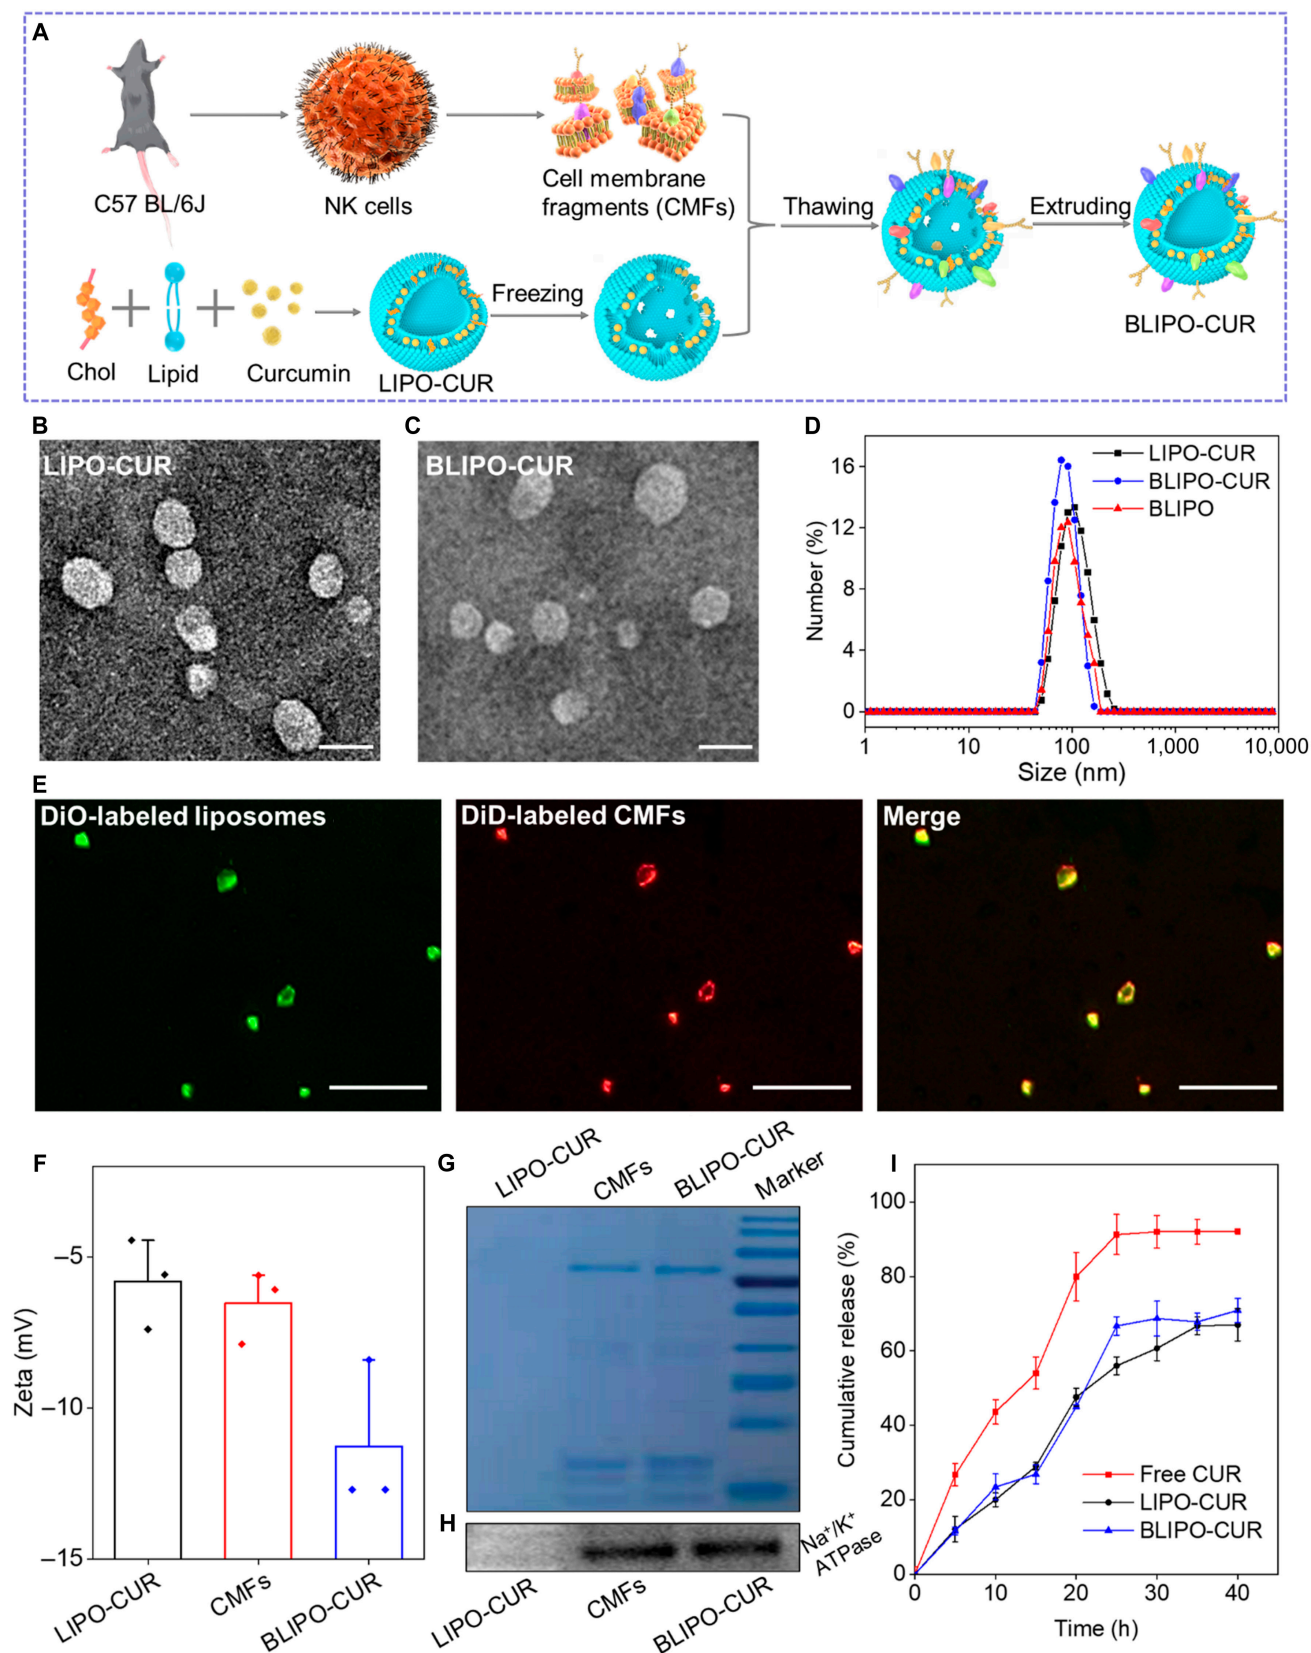 A
C57 BL/6J
NK cells
Cell membrane
fragments (CMFs)
Thawing
Extruding
BLIPO-CUR
Freezing
Chol
Lipid
Curcumin
LIPO-CUR
B
LIPO-CUR
C
BLIPO-CUR
D
LIPO-CUR
BLIPO-CUR
BLIPO
Number (%)
16
12
8
4
0
1
10
100
1,000
10,000
Size (nm)
E
DiO-labeled liposomes
DiD-labeled CMFs
Merge
F
Zeta (mV)
–5
–10
–15
LIPO-CUR
CMFs
BLIPO-CUR
G
LIPO-CUR
CMFs
BLIPO-CUR
Marker
H
Na⁺/K⁺
ATPase
LIPO-CUR
CMFs
BLIPO-CUR
I
Cumulative release (%)
100
80
60
40
20
0
Free CUR
LIPO-CUR
BLIPO-CUR
0
10
20
30
40
Time (h)